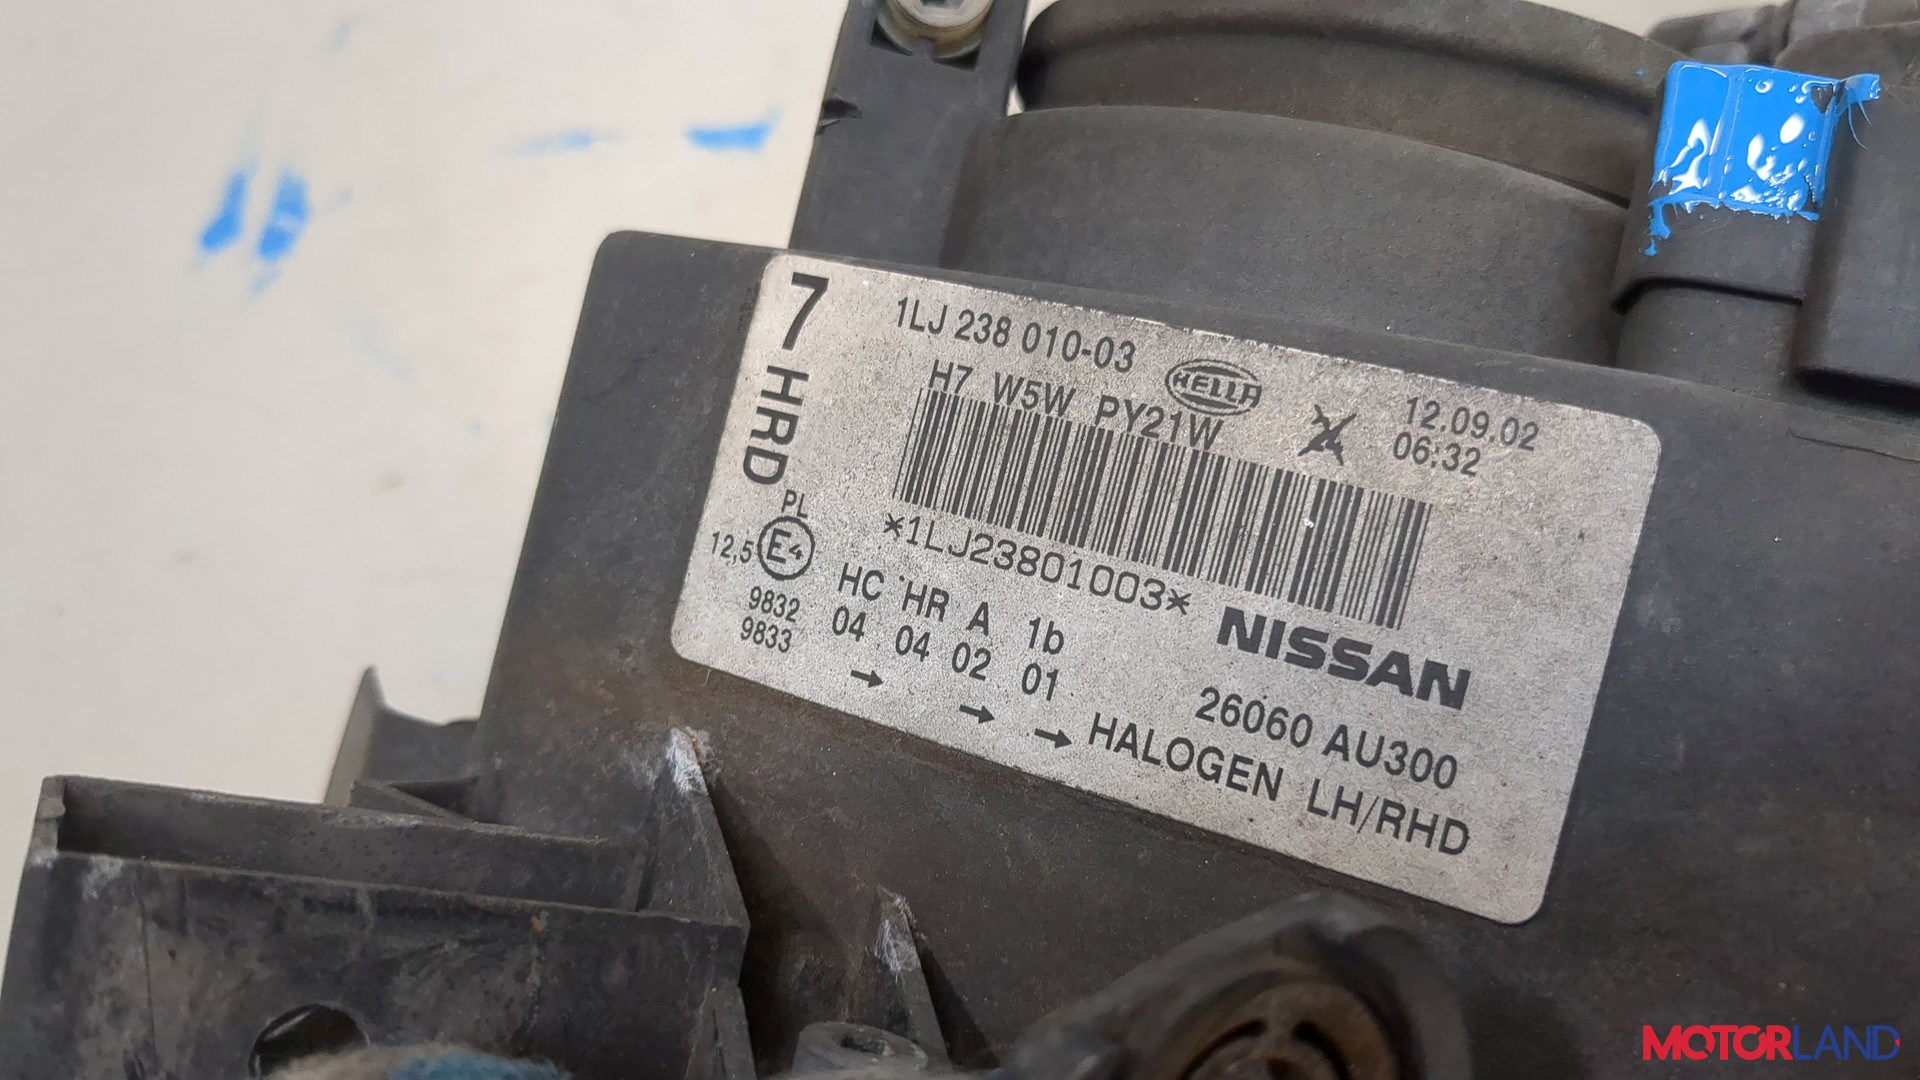 7 HRD
1LJ 238 010-03
HELLA
H7 W5W PY21W
12.09.02
06:32
*1LJ23801003*
PL
12,5 E4
9832
9833
HC HR A 1b
04 04 02 01
→ → →
NISSAN
26060 AU300
HALOGEN LH/RHD
MOTORLAND